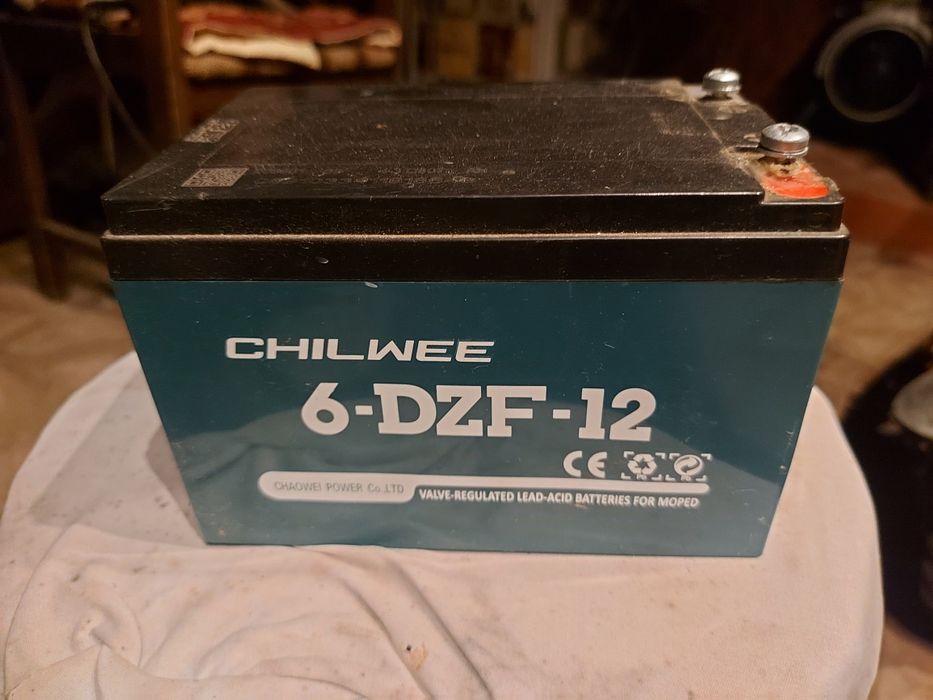 CHILWEE
6-DZF-12
CE
CHAOWEI POWER Co.,LTD
VALVE-REGULATED LEAD-ACID BATTERIES FOR MOPED